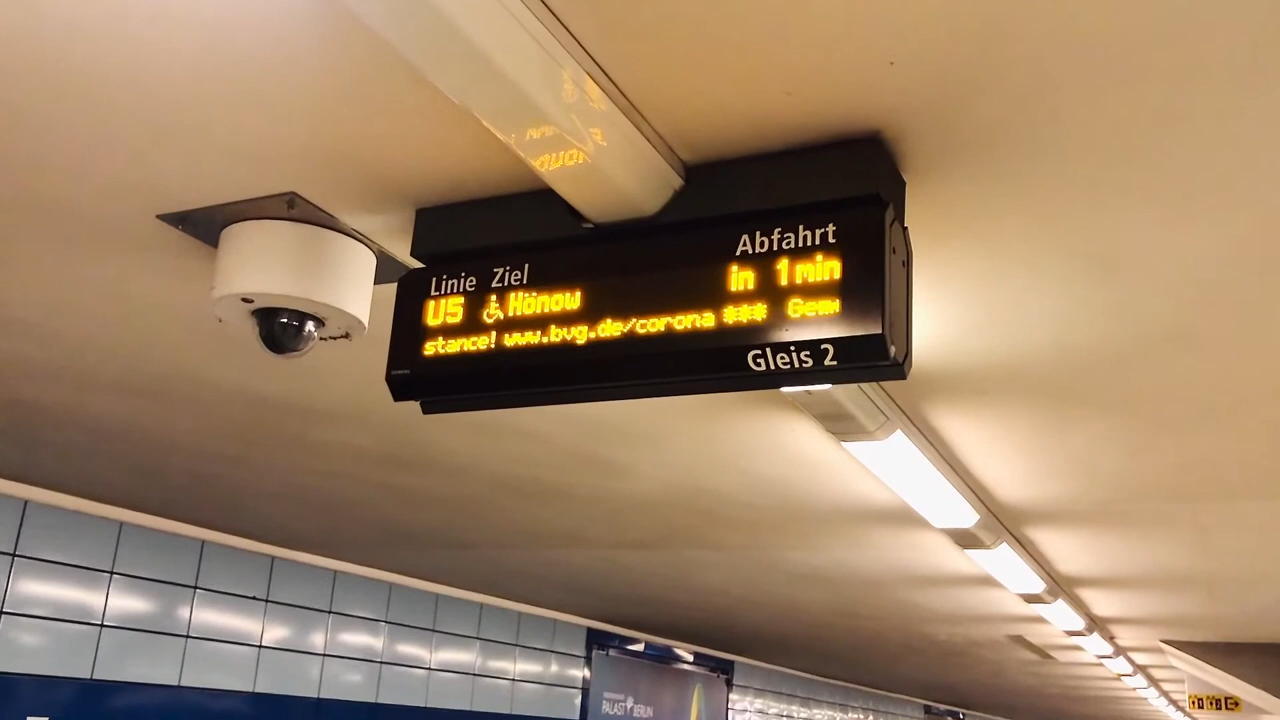 Abfahrt
Linie Ziel
U5 Hönow in 1 min
stance! www.bvg.de/corona *** Gem
Gleis 2
PALAST BERLIN